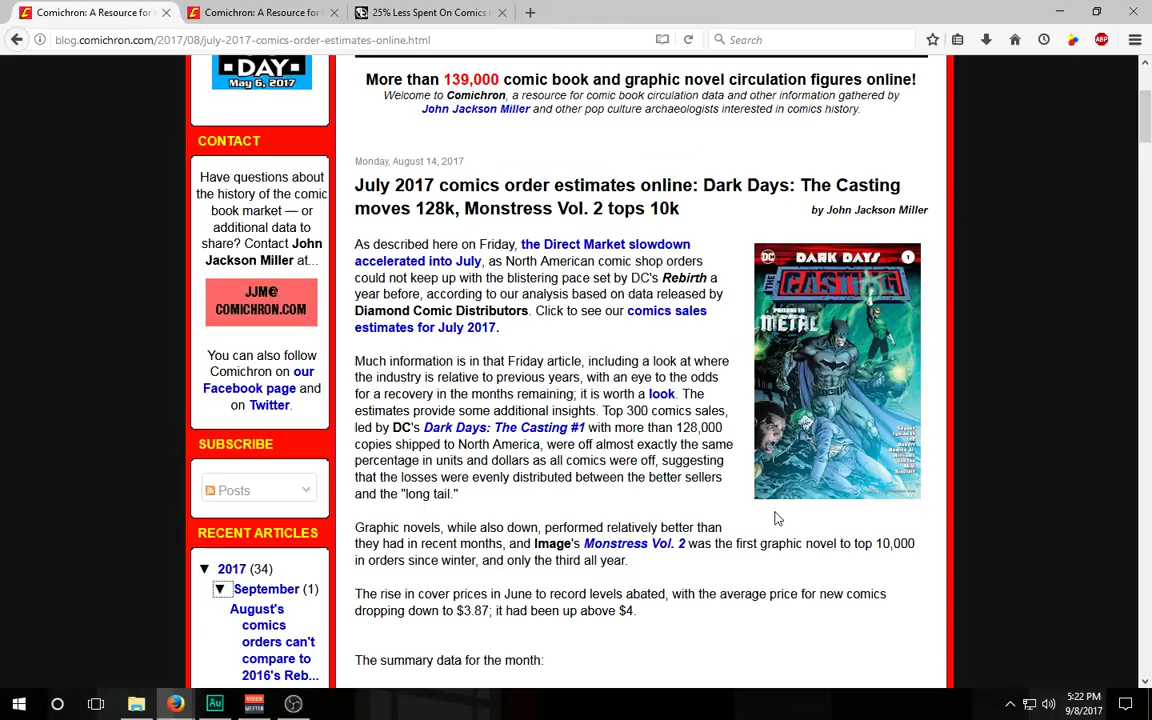 Comichron: A Resource for
Comichron: A Resource for
25% Less Spent On Comics I
blog.comichron.com/2017/08/july-2017-comics-order-estimates-online.html
Search
ABP
DAY
May 6, 2017
CONTACT
Have questions about
the history of the comic
book market — or
additional data to
share? Contact John
Jackson Miller at...
JJM@
COMICHRON.COM
You can also follow
Comichron on our
Facebook page and
on Twitter.
SUBSCRIBE
Posts
RECENT ARTICLES
▼ 2017 (34)
▼ September (1)
August's
comics
orders can't
compare to
2016's Reb...
More than 139,000 comic book and graphic novel circulation figures online!
Welcome to Comichron, a resource for comic book circulation data and other information gathered by
John Jackson Miller and other pop culture archaeologists interested in comics history.
Monday, August 14, 2017
July 2017 comics order estimates online: Dark Days: The Casting
moves 128k, Monstress Vol. 2 tops 10k
by John Jackson Miller
As described here on Friday, the Direct Market slowdown
accelerated into July, as North American comic shop orders
could not keep up with the blistering pace set by DC's Rebirth a
year before, according to our analysis based on data released by
Diamond Comic Distributors. Click to see our comics sales
estimates for July 2017.
Much information is in that Friday article, including a look at where
the industry is relative to previous years, with an eye to the odds
for a recovery in the months remaining; it is worth a look. The
estimates provide some additional insights. Top 300 comics sales,
led by DC's Dark Days: The Casting #1 with more than 128,000
copies shipped to North America, were off almost exactly the same
percentage in units and dollars as all comics were off, suggesting
that the losses were evenly distributed between the better sellers
and the "long tail."
Graphic novels, while also down, performed relatively better than
they had in recent months, and Image's Monstress Vol. 2 was the first graphic novel to top 10,000
in orders since winter, and only the third all year.
The rise in cover prices in June to record levels abated, with the average price for new comics
dropping down to $3.87; it had been up above $4.
The summary data for the month:
DC
DARK DAYS
1
THE
CASTING
PRELUDE TO
METAL
Au
5:22 PM
9/8/2017